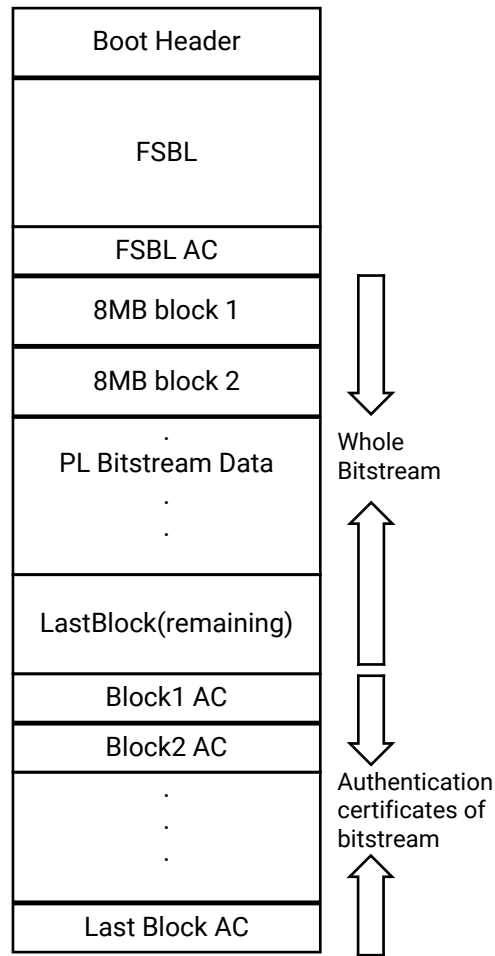 Boot Header
FSBL
FSBL AC
8MB block 1
8MB block 2
.
PL Bitstream Data
.
.
Whole
Bitstream
LastBlock(remaining)
Block1 AC
Block2 AC
.
.
.
Authentication
certificates of
bitstream
Last Block AC